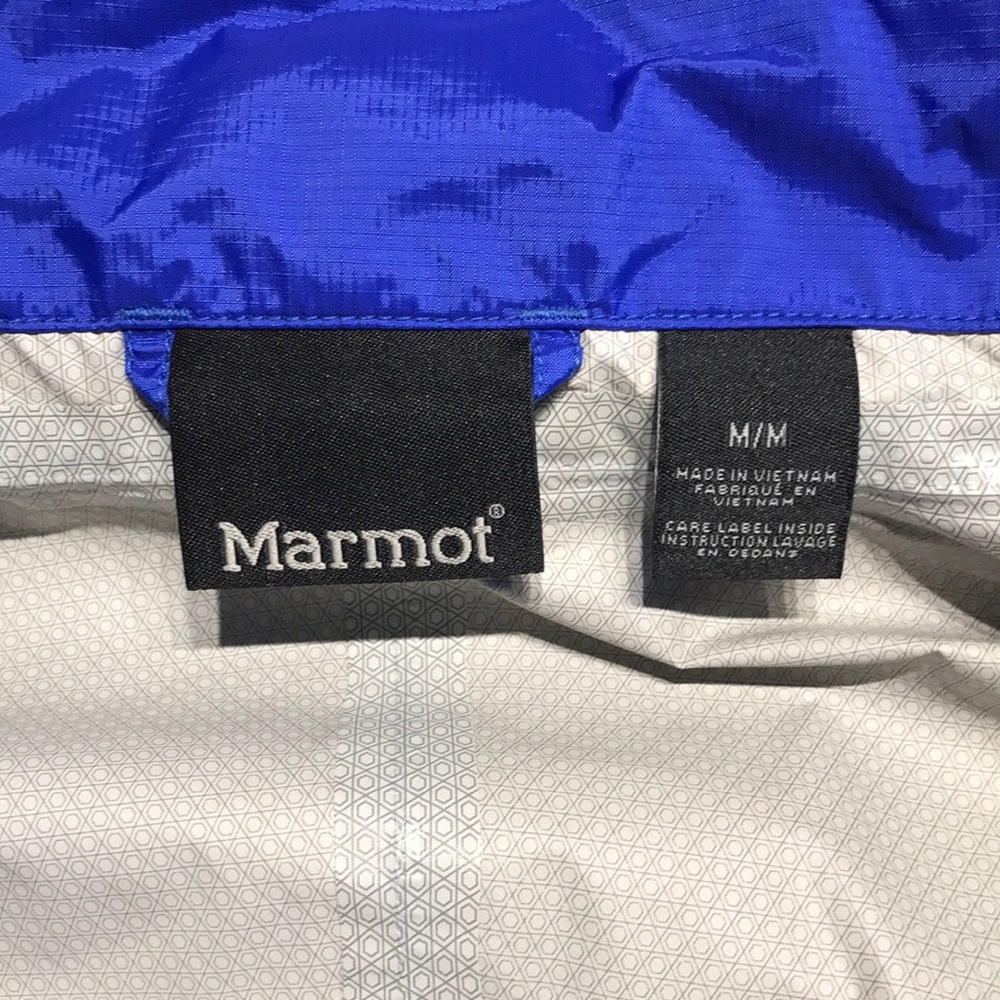 Marmot®
M/M
MADE IN VIETNAM
FABRIQUÉ EN
VIETNAM
CARE LABEL INSIDE
INSTRUCTION LAVAGE
EN DEDANS